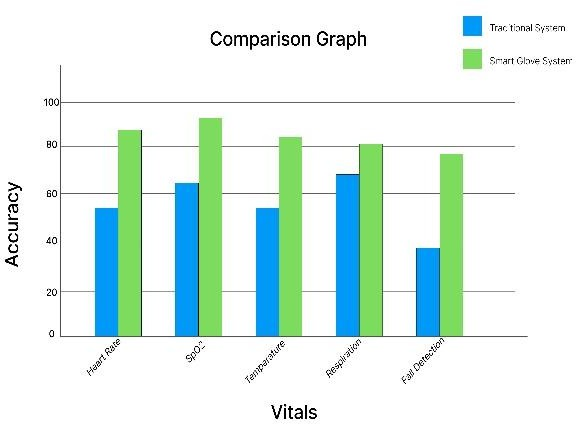 Comparison Graph
Traditional System
Smart Glove System
Accuracy
100
80
60
40
20
0
Heart Rate
SpO2
Temperature
Respiration
Fall Detection
Vitals